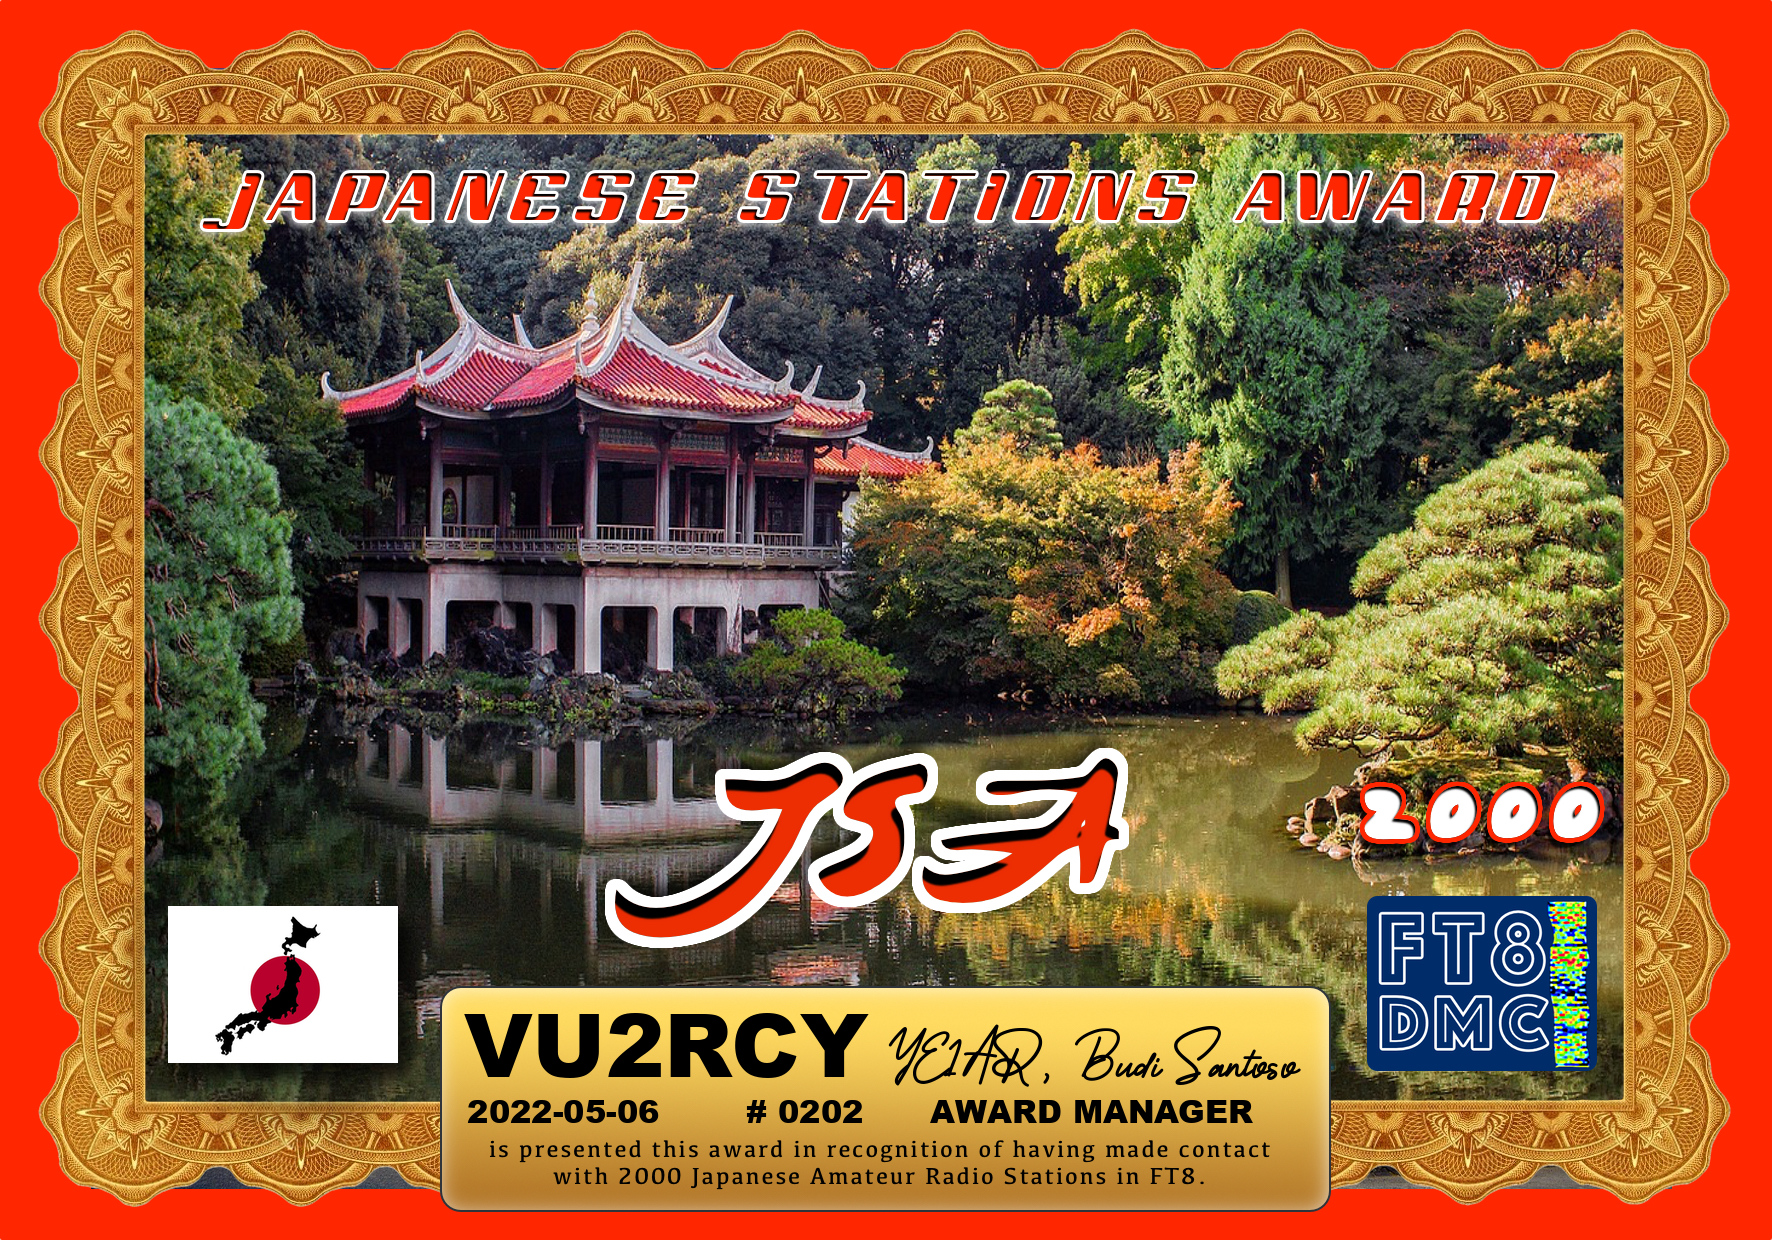 JAPANESE STATIONS AWARD
JSA
2000
FT8
DMC
VU2RCY YE1AR, Budi Santoso
2022-05-06 # 0202 AWARD MANAGER
is presented this award in recognition of having made contact
with 2000 Japanese Amateur Radio Stations in FT8.